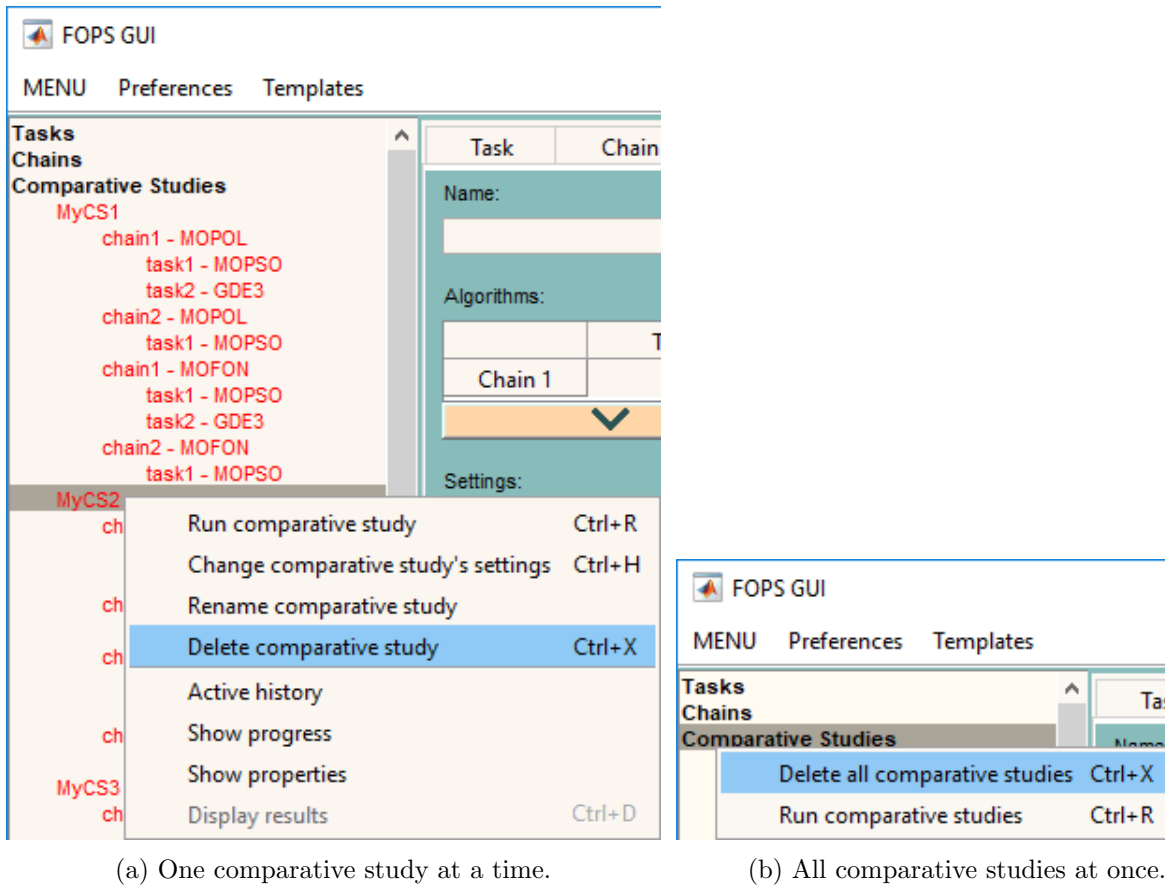 FOPS GUI
MENU Preferences Templates
Tasks
Chains
Comparative Studies
MyCS1
chain1 - MOPOL
task1 - MOPSO
task2 - GDE3
chain2 - MOPOL
task1 - MOPSO
chain1 - MOFON
task1 - MOPSO
task2 - GDE3
chain2 - MOFON
task1 - MOPSO
MyCS2
ch
ch
ch
ch
MyCS3
ch
Task Chain
Name:
Algorithms:
T
Chain 1
Settings:
Run comparative study Ctrl+R
Change comparative study's settings Ctrl+H
Rename comparative study
Delete comparative study Ctrl+X
Active history
Show progress
Show properties
Display results Ctrl+D
(a) One comparative study at a time.
FOPS GUI
MENU Preferences Templates
Tasks
Chains
Comparative Studies
Tas
Name
Delete all comparative studies Ctrl+X
Run comparative studies Ctrl+R
(b) All comparative studies at once.